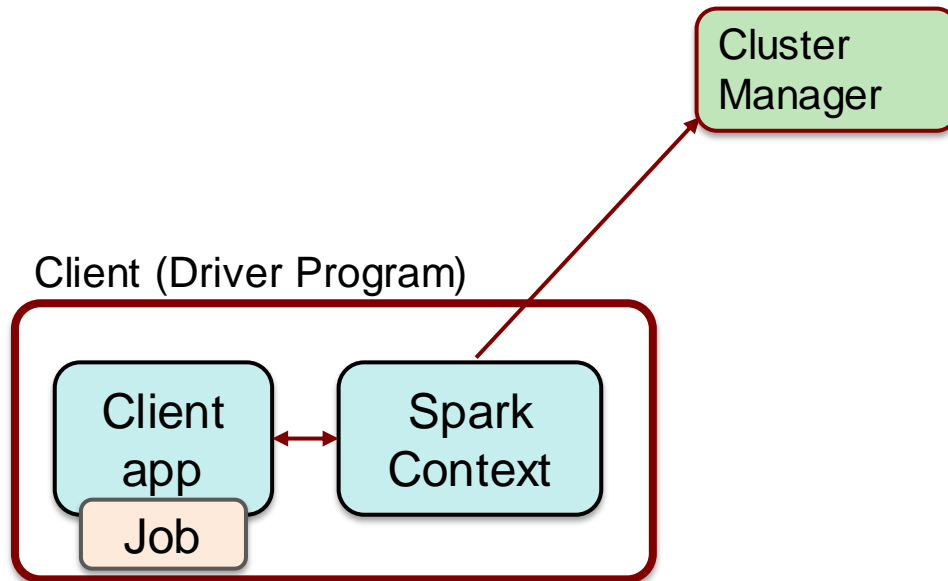 Cluster
Manager
Client (Driver Program)
Client
app
Spark
Context
Job